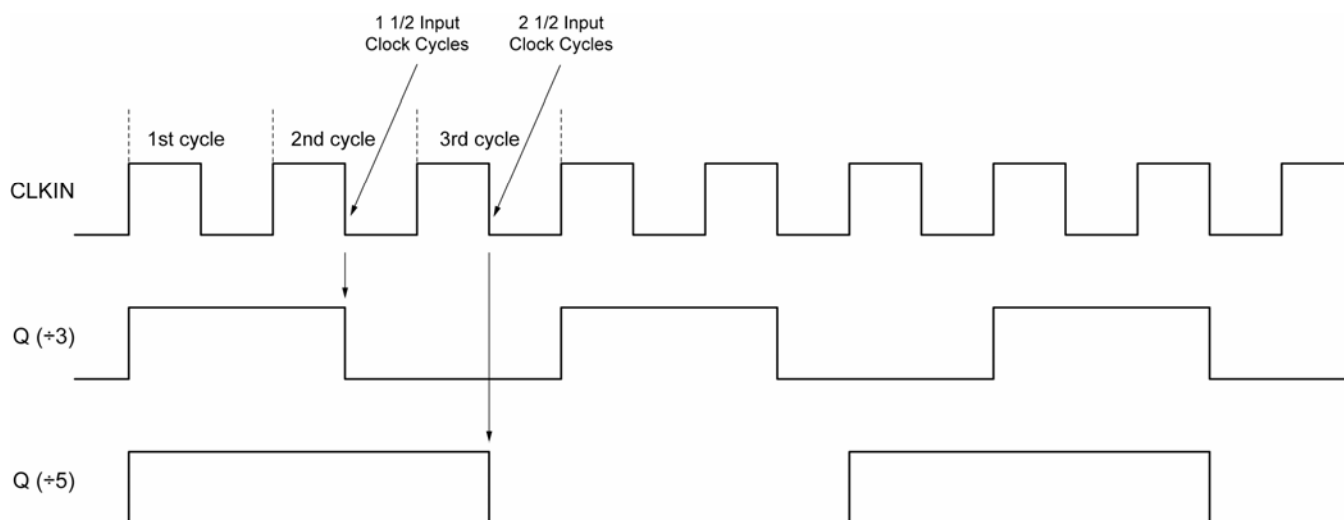 1 1/2 Input
Clock Cycles
2 1/2 Input
Clock Cycles
1st cycle
2nd cycle
3rd cycle
CLKIN
Q (÷3)
Q (÷5)